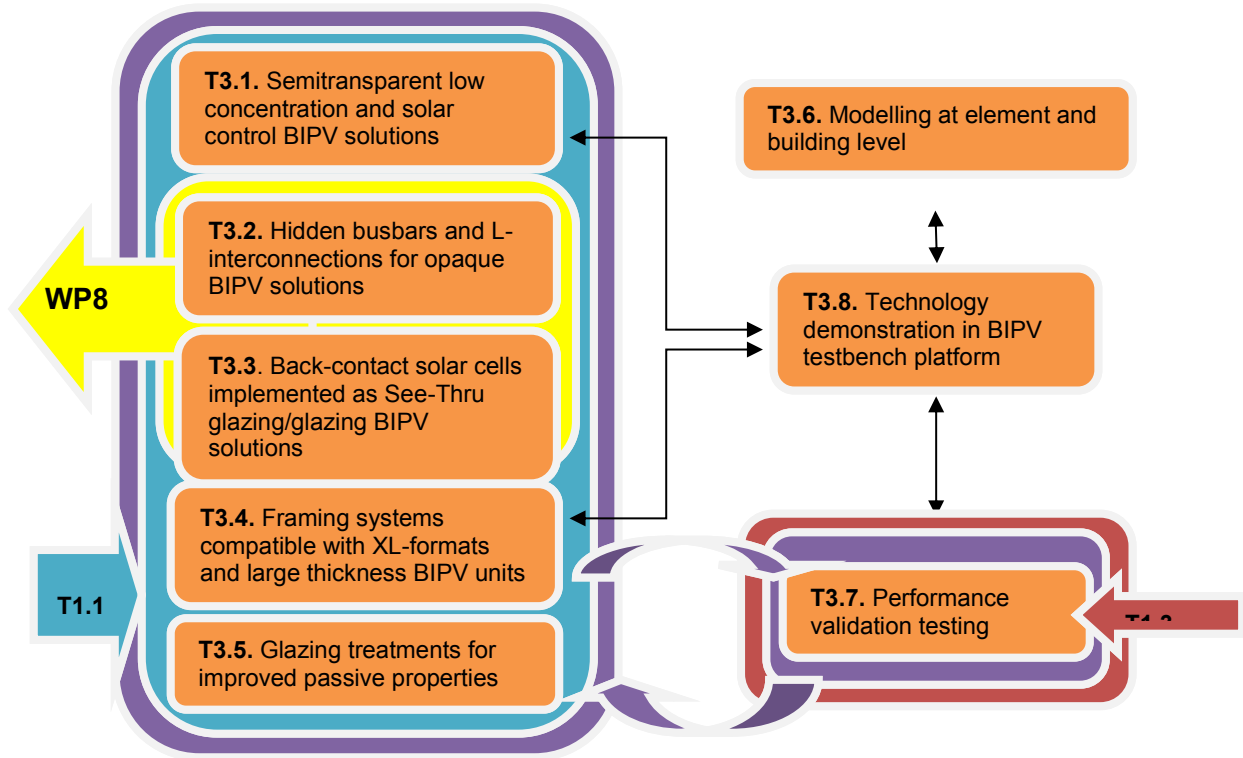 T3.1. Semitransparent low
concentration and solar
control BIPV solutions
T3.2. Hidden busbars and L-
interconnections for opaque
BIPV solutions
WP8
T3.3. Back-contact solar cells
implemented as See-Thru
glazing/glazing BIPV
solutions
T3.4. Framing systems
compatible with XL-formats
and large thickness BIPV units
T1.1
T3.5. Glazing treatments for
improved passive properties
T3.6. Modelling at element and
building level
T3.8. Technology
demonstration in BIPV
testbench platform
T3.7. Performance
validation testing